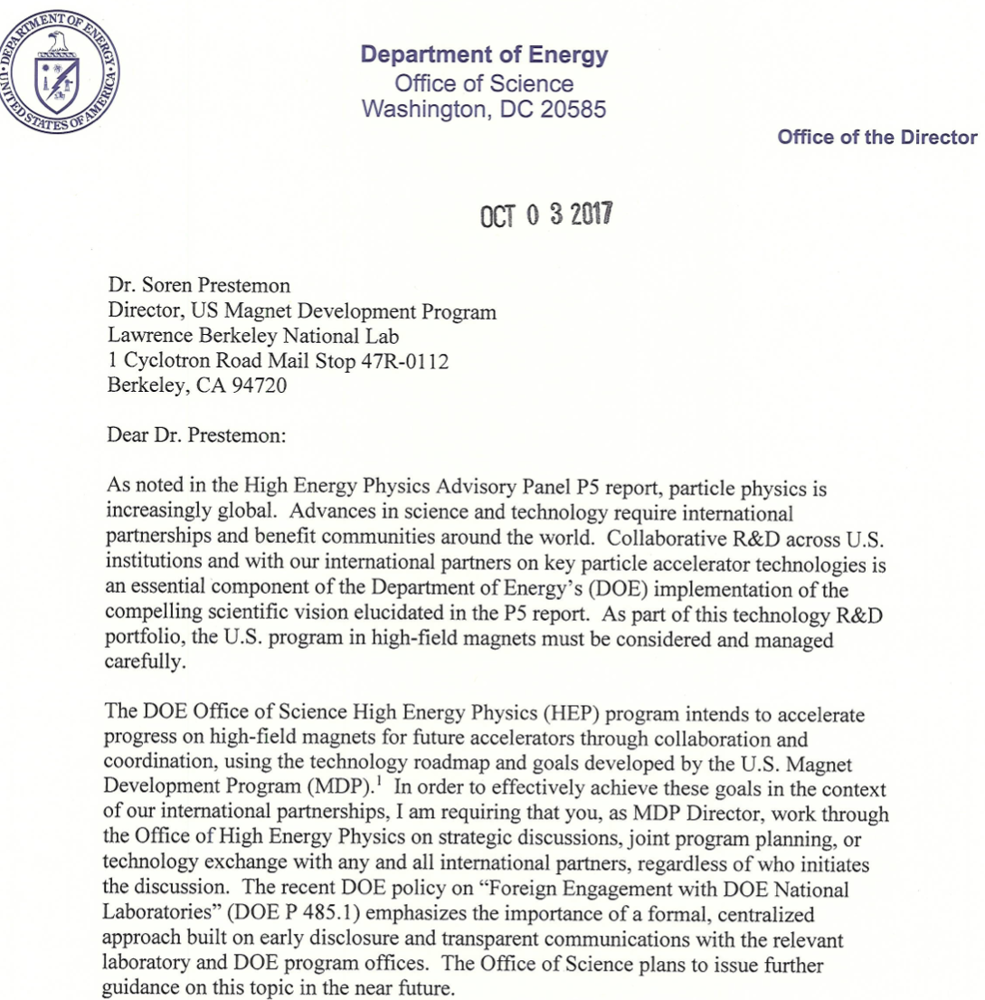 DEPARTMENT OF ENERGY
UNITED STATES OF AMERICA
Department of Energy
Office of Science
Washington, DC 20585
Office of the Director
OCT 0 3 2017
Dr. Soren Prestemon
Director, US Magnet Development Program
Lawrence Berkeley National Lab
1 Cyclotron Road Mail Stop 47R-0112
Berkeley, CA 94720
Dear Dr. Prestemon:
As noted in the High Energy Physics Advisory Panel P5 report, particle physics is
increasingly global.  Advances in science and technology require international
partnerships and benefit communities around the world.  Collaborative R&D across U.S.
institutions and with our international partners on key particle accelerator technologies is
an essential component of the Department of Energy's (DOE) implementation of the
compelling scientific vision elucidated in the P5 report.  As part of this technology R&D
portfolio, the U.S. program in high-field magnets must be considered and managed
carefully.
The DOE Office of Science High Energy Physics (HEP) program intends to accelerate
progress on high-field magnets for future accelerators through collaboration and
coordination, using the technology roadmap and goals developed by the U.S. Magnet
Development Program (MDP).¹  In order to effectively achieve these goals in the context
of our international partnerships, I am requiring that you, as MDP Director, work through
the Office of High Energy Physics on strategic discussions, joint program planning, or
technology exchange with any and all international partners, regardless of who initiates
the discussion.  The recent DOE policy on “Foreign Engagement with DOE National
Laboratories” (DOE P 485.1) emphasizes the importance of a formal, centralized
approach built on early disclosure and transparent communications with the relevant
laboratory and DOE program offices.  The Office of Science plans to issue further
guidance on this topic in the near future.